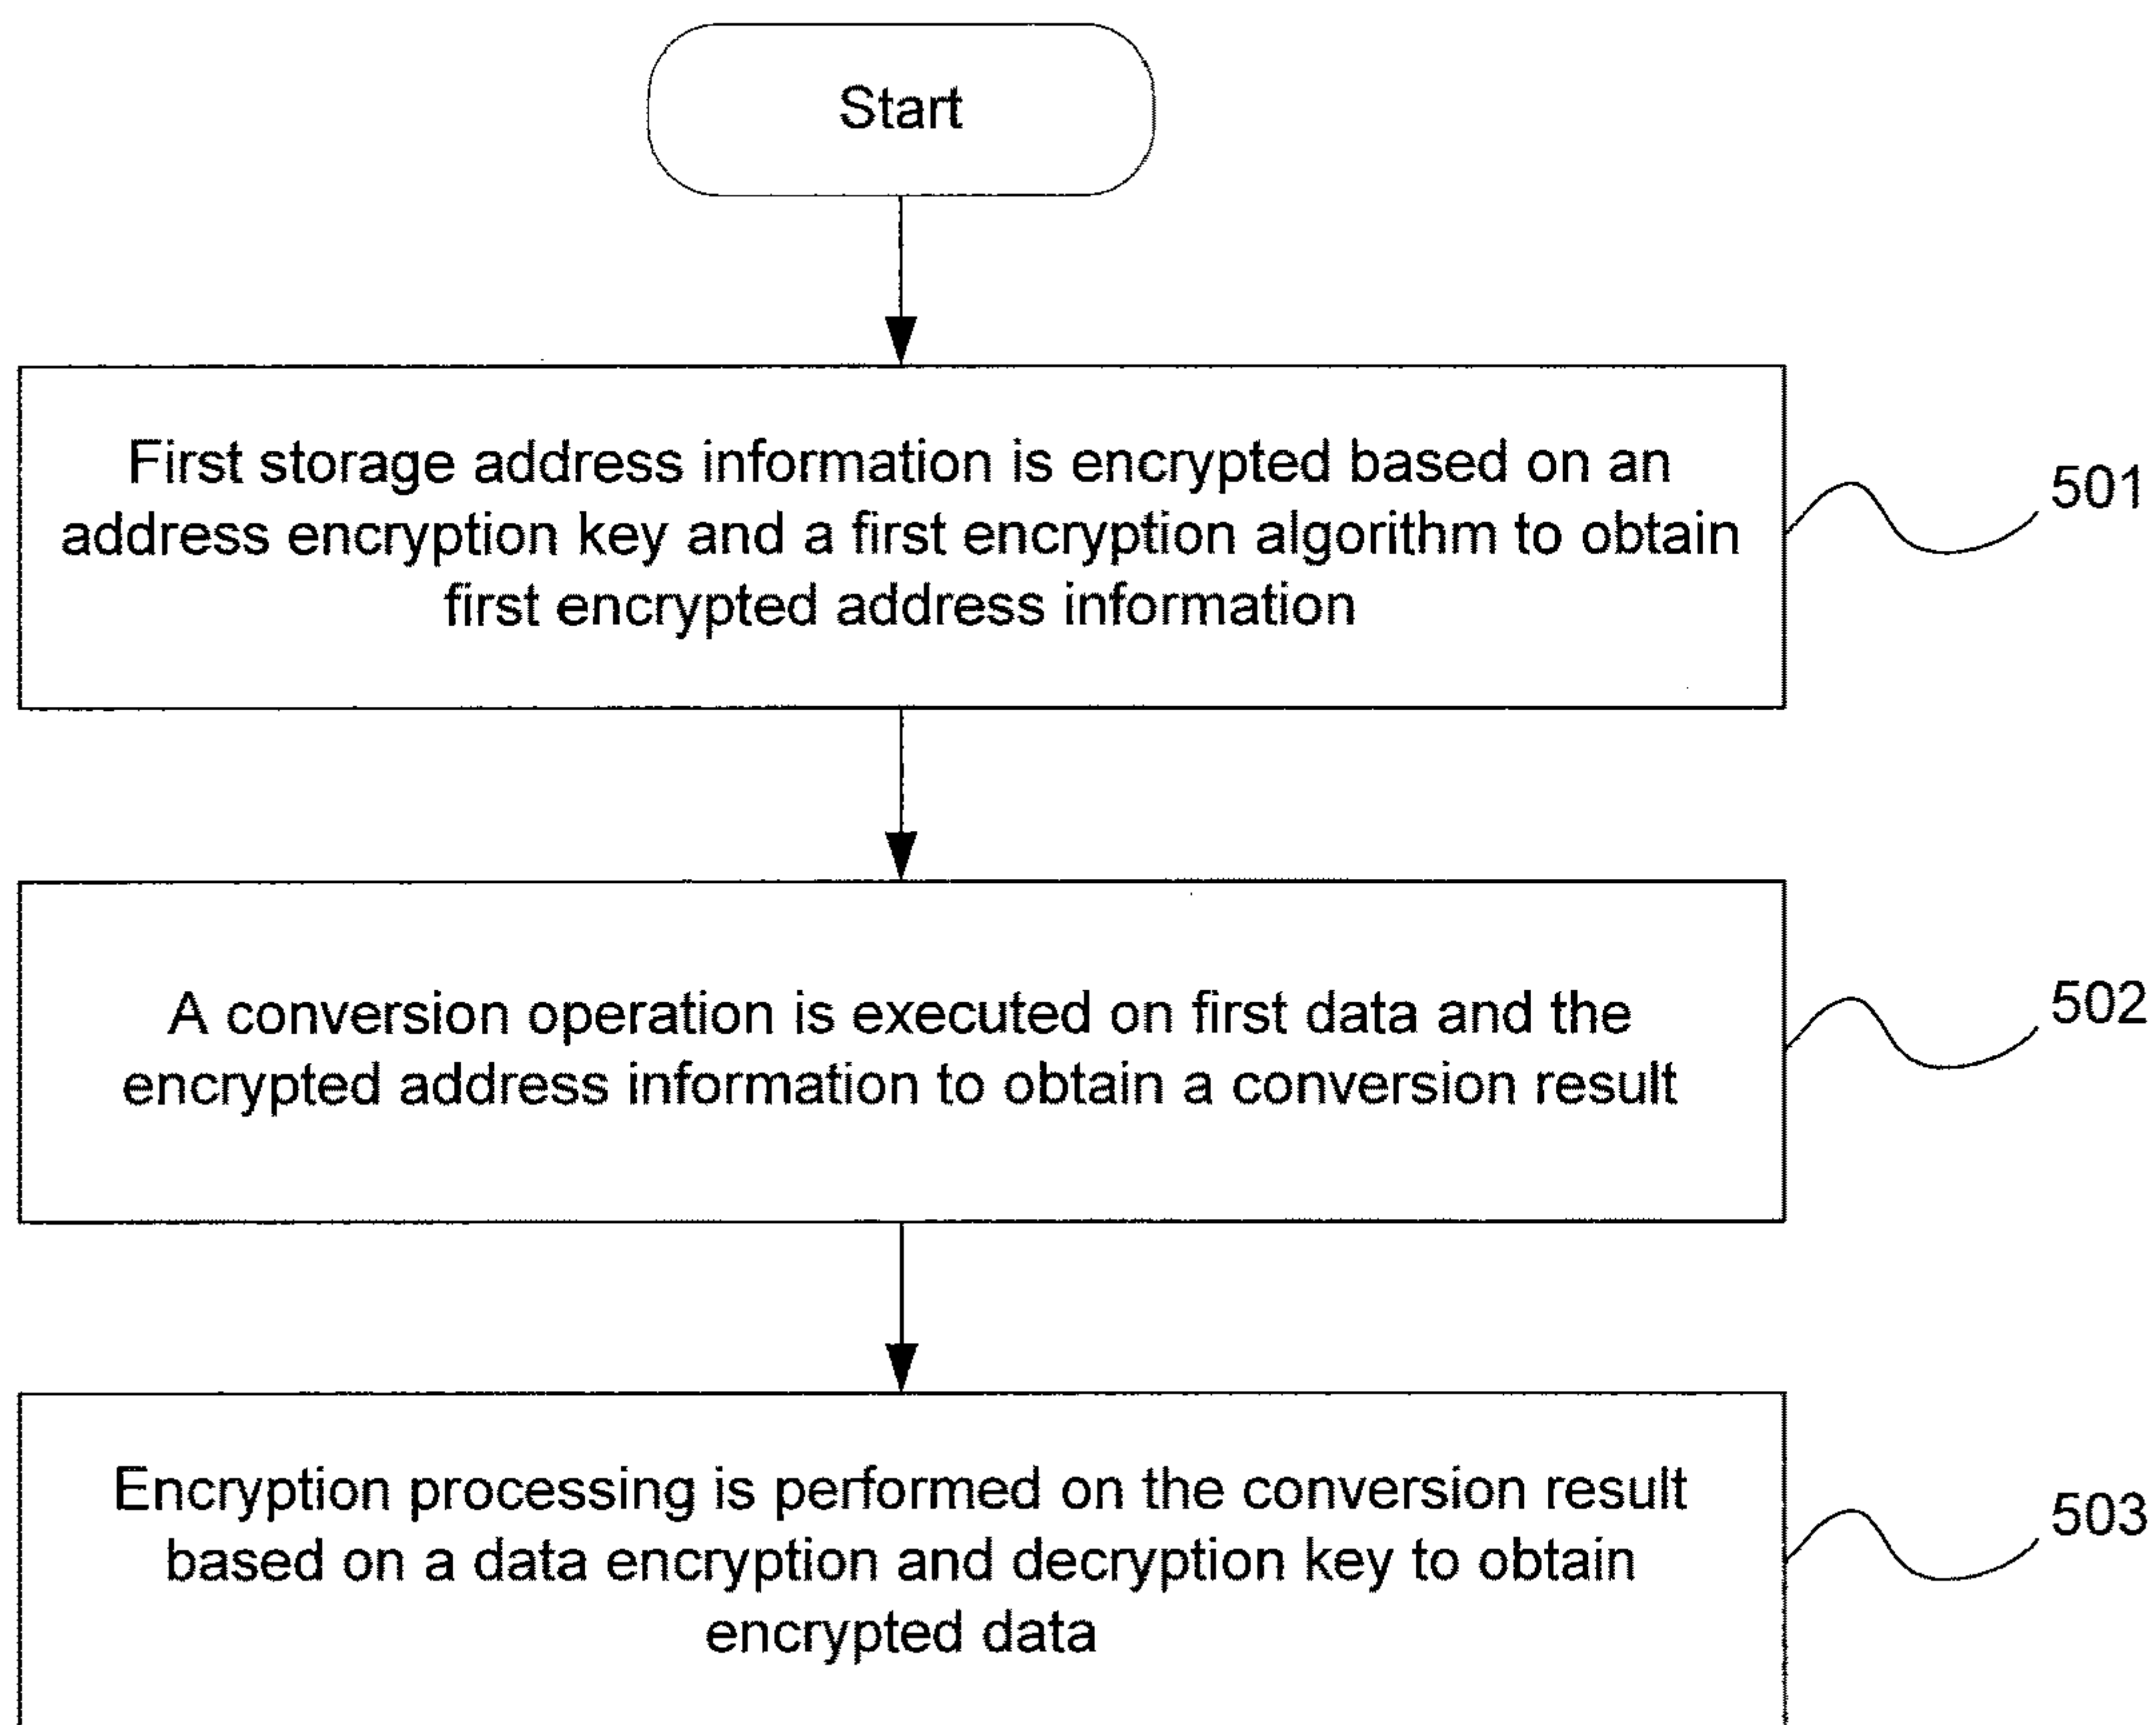 Start
First storage address information is encrypted based on an
address encryption key and a first encryption algorithm to obtain
first encrypted address information
501
A conversion operation is executed on first data and the
encrypted address information to obtain a conversion result
502
Encryption processing is performed on the conversion result
based on a data encryption and decryption key to obtain
encrypted data
503